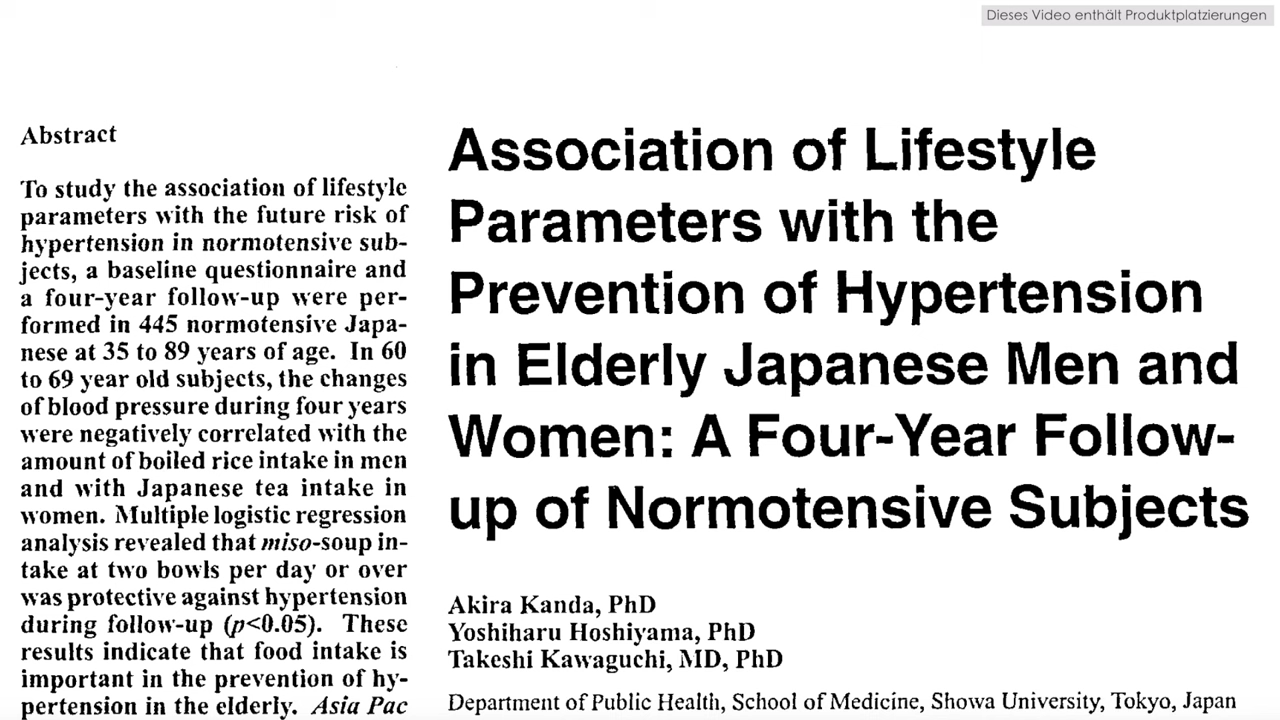 Dieses Video enthält Produktplatzierungen
Abstract
To study the association of lifestyle
parameters with the future risk of
hypertension in normotensive sub-
jects, a baseline questionnaire and
a four-year follow-up were per-
formed in 445 normotensive Japa-
nese at 35 to 89 years of age. In 60
to 69 year old subjects, the changes
of blood pressure during four years
were negatively correlated with the
amount of boiled rice intake in men
and with Japanese tea intake in
women. Multiple logistic regression
analysis revealed that miso-soup in-
take at two bowls per day or over
was protective against hypertension
during follow-up (p<0.05). These
results indicate that food intake is
important in the prevention of hy-
pertension in the elderly. Asia Pac
Association of Lifestyle
Parameters with the
Prevention of Hypertension
in Elderly Japanese Men and
Women: A Four-Year Follow-
up of Normotensive Subjects
Akira Kanda, PhD
Yoshiharu Hoshiyama, PhD
Takeshi Kawaguchi, MD, PhD
Department of Public Health, School of Medicine, Showa University, Tokyo, Japan